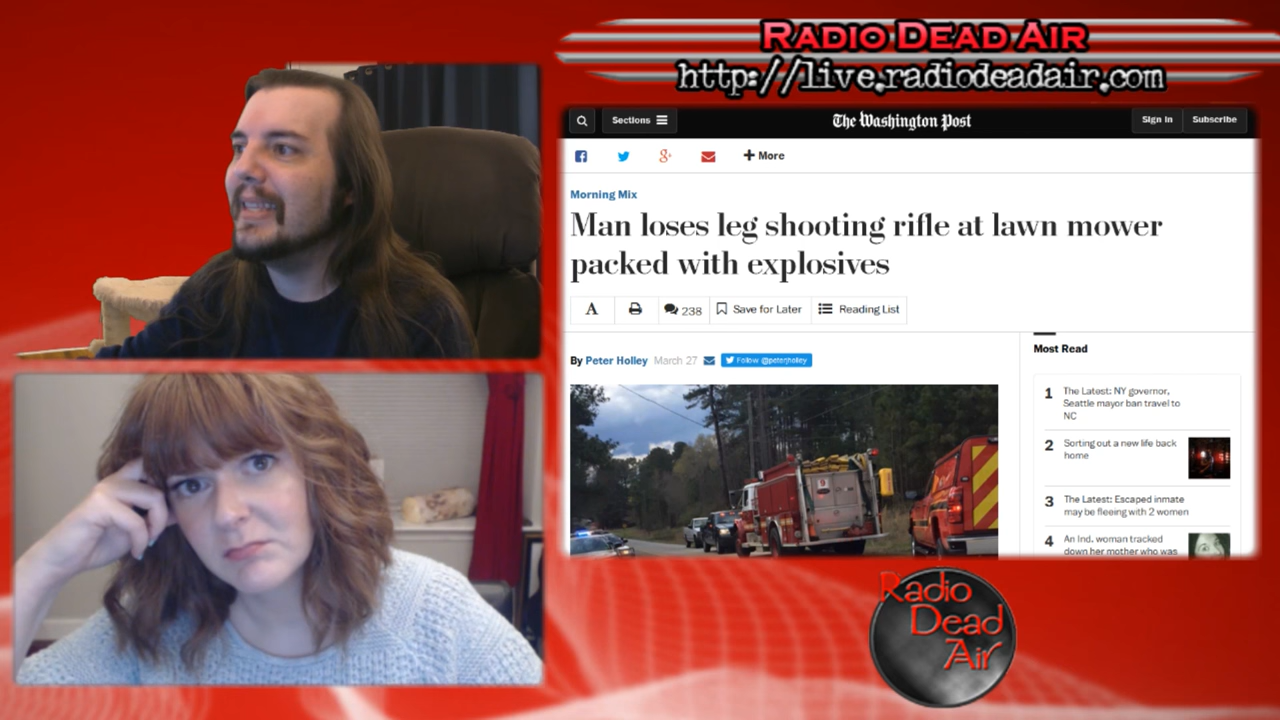 RADIO DEAD AIR
http://live.radiodeadair.com
Sections
The Washington Post
Sign In
Subscribe
+ More
Morning Mix
Man loses leg shooting rifle at lawn mower
packed with explosives
A
238
Save for Later
Reading List
By Peter Holley March 27
Follow @peterjholley
Most Read
1 The Latest: NY governor,
Seattle mayor ban travel to
NC
2 Sorting out a new life back
home
3 The Latest: Escaped inmate
may be fleeing with 2 women
4 An Ind. woman tracked
down her mother who was
Radio
Dead
Air